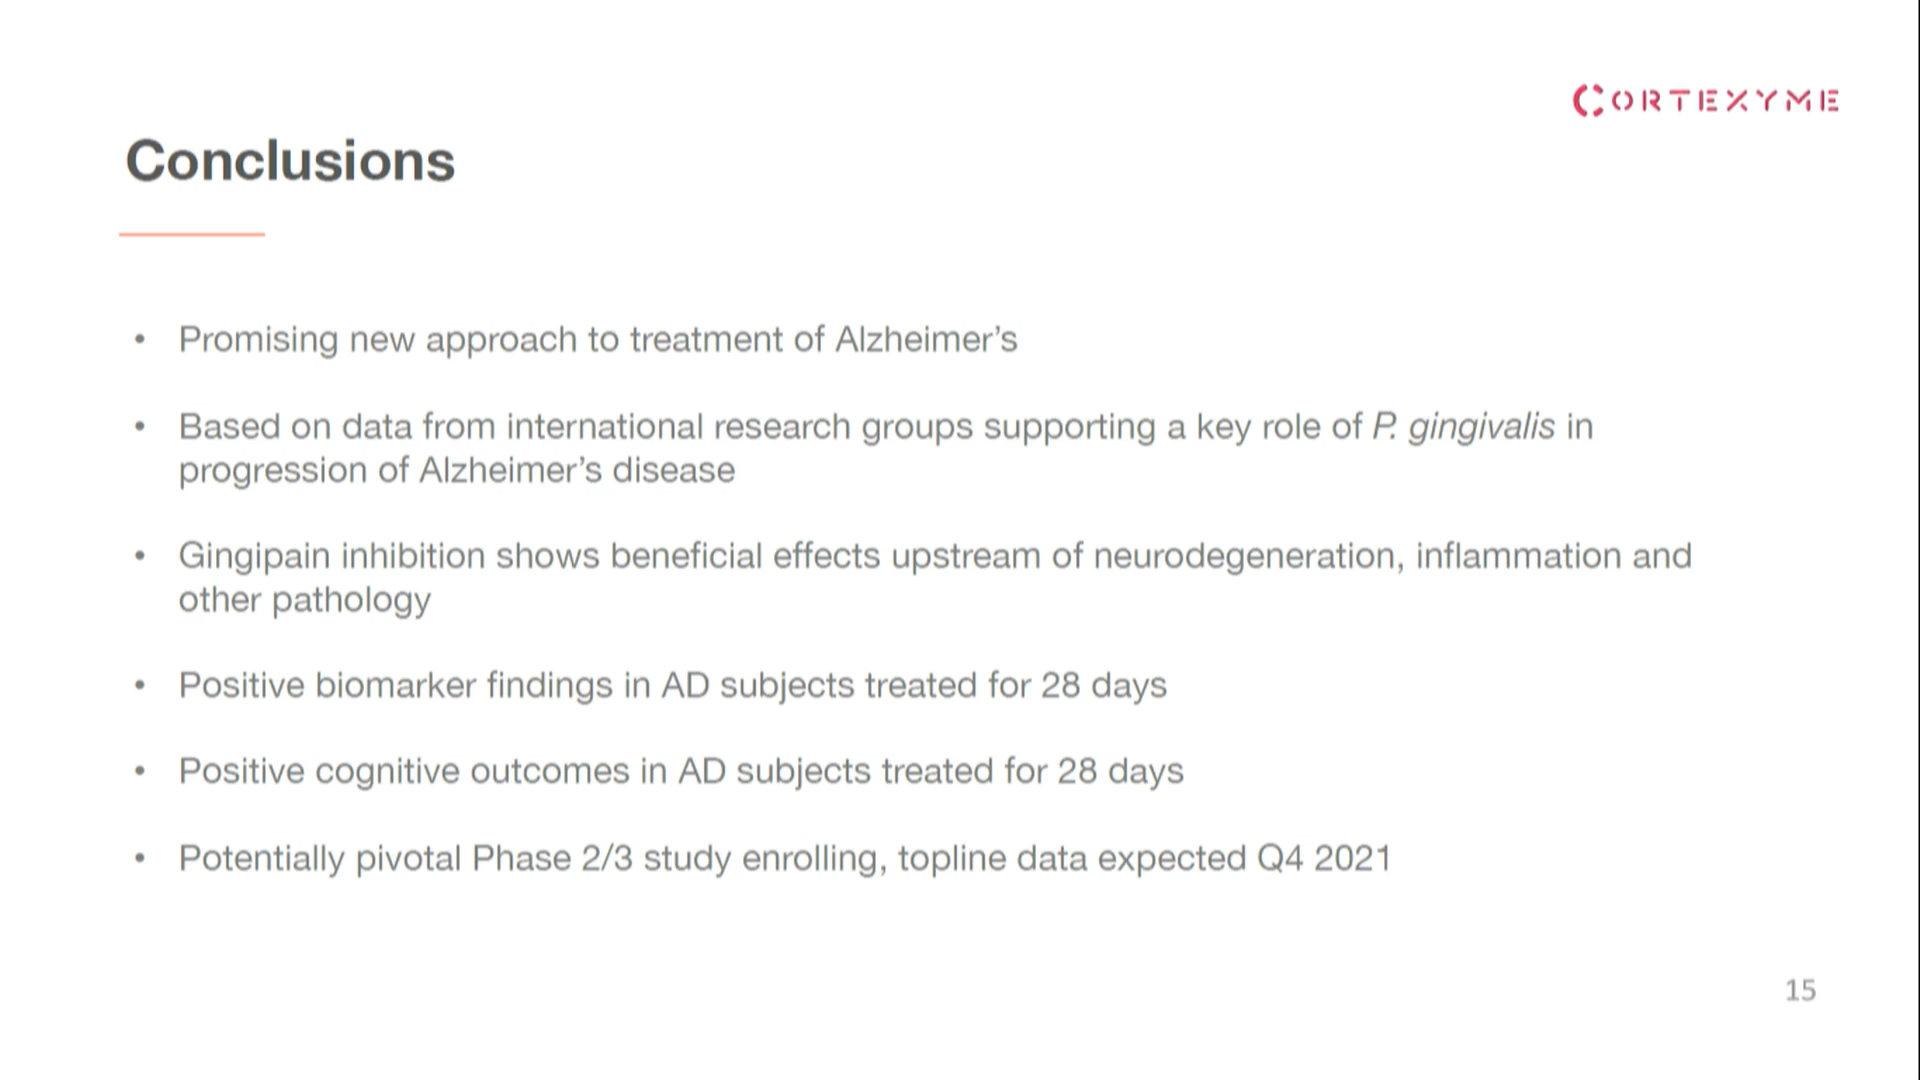 CORTEXYME
Conclusions
• Promising new approach to treatment of Alzheimer’s
• Based on data from international research groups supporting a key role of P. gingivalis in
progression of Alzheimer’s disease
• Gingipain inhibition shows beneficial effects upstream of neurodegeneration, inflammation and
other pathology
• Positive biomarker findings in AD subjects treated for 28 days
• Positive cognitive outcomes in AD subjects treated for 28 days
• Potentially pivotal Phase 2/3 study enrolling, topline data expected Q4 2021
15